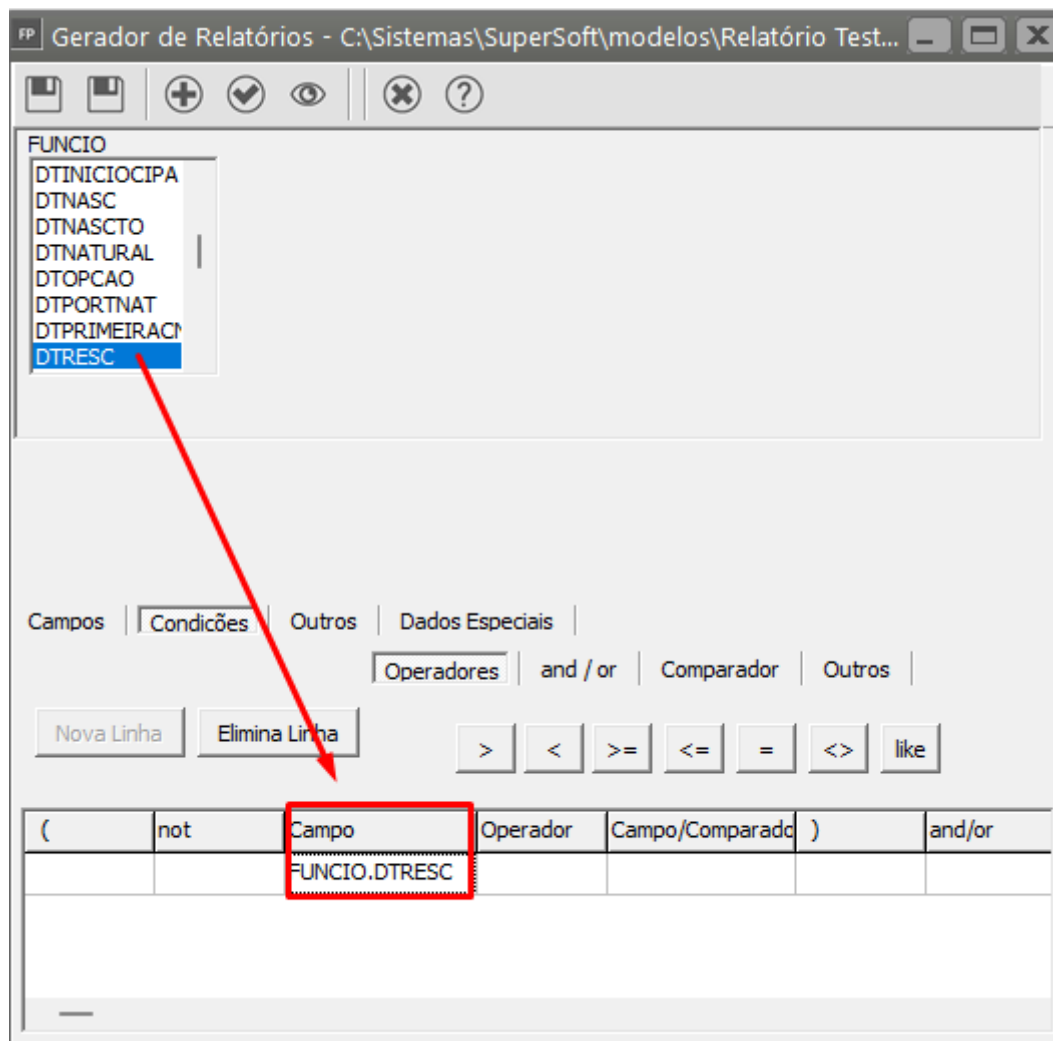 FP Gerador de Relatórios - C:\Sistemas\SuperSoft\modelos\Relatório Test...
FUNCIO
DTINICIOCIPA
DTNASC
DTNASCTO
DTNATURAL
DTOPCAO
DTPORTNAT
DTPRIMEIRACN
DTRESC
Campos Condicões Outros Dados Especiais
Operadores and / or Comparador Outros
Nova Linha Elimina Linha > < >= <= = <> like
( not Campo Operador Campo/Comparado ) and/or
FUNCIO.DTRESC